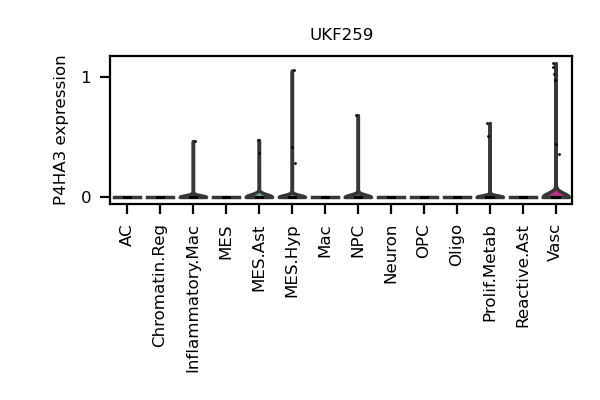 UKF259
P4HA3 expression
1
0
AC
Chromatin.Reg
Inflammatory.Mac
MES
MES.Ast
MES.Hyp
Mac
NPC
Neuron
OPC
Oligo
Prolif.Metab
Reactive.Ast
Vasc